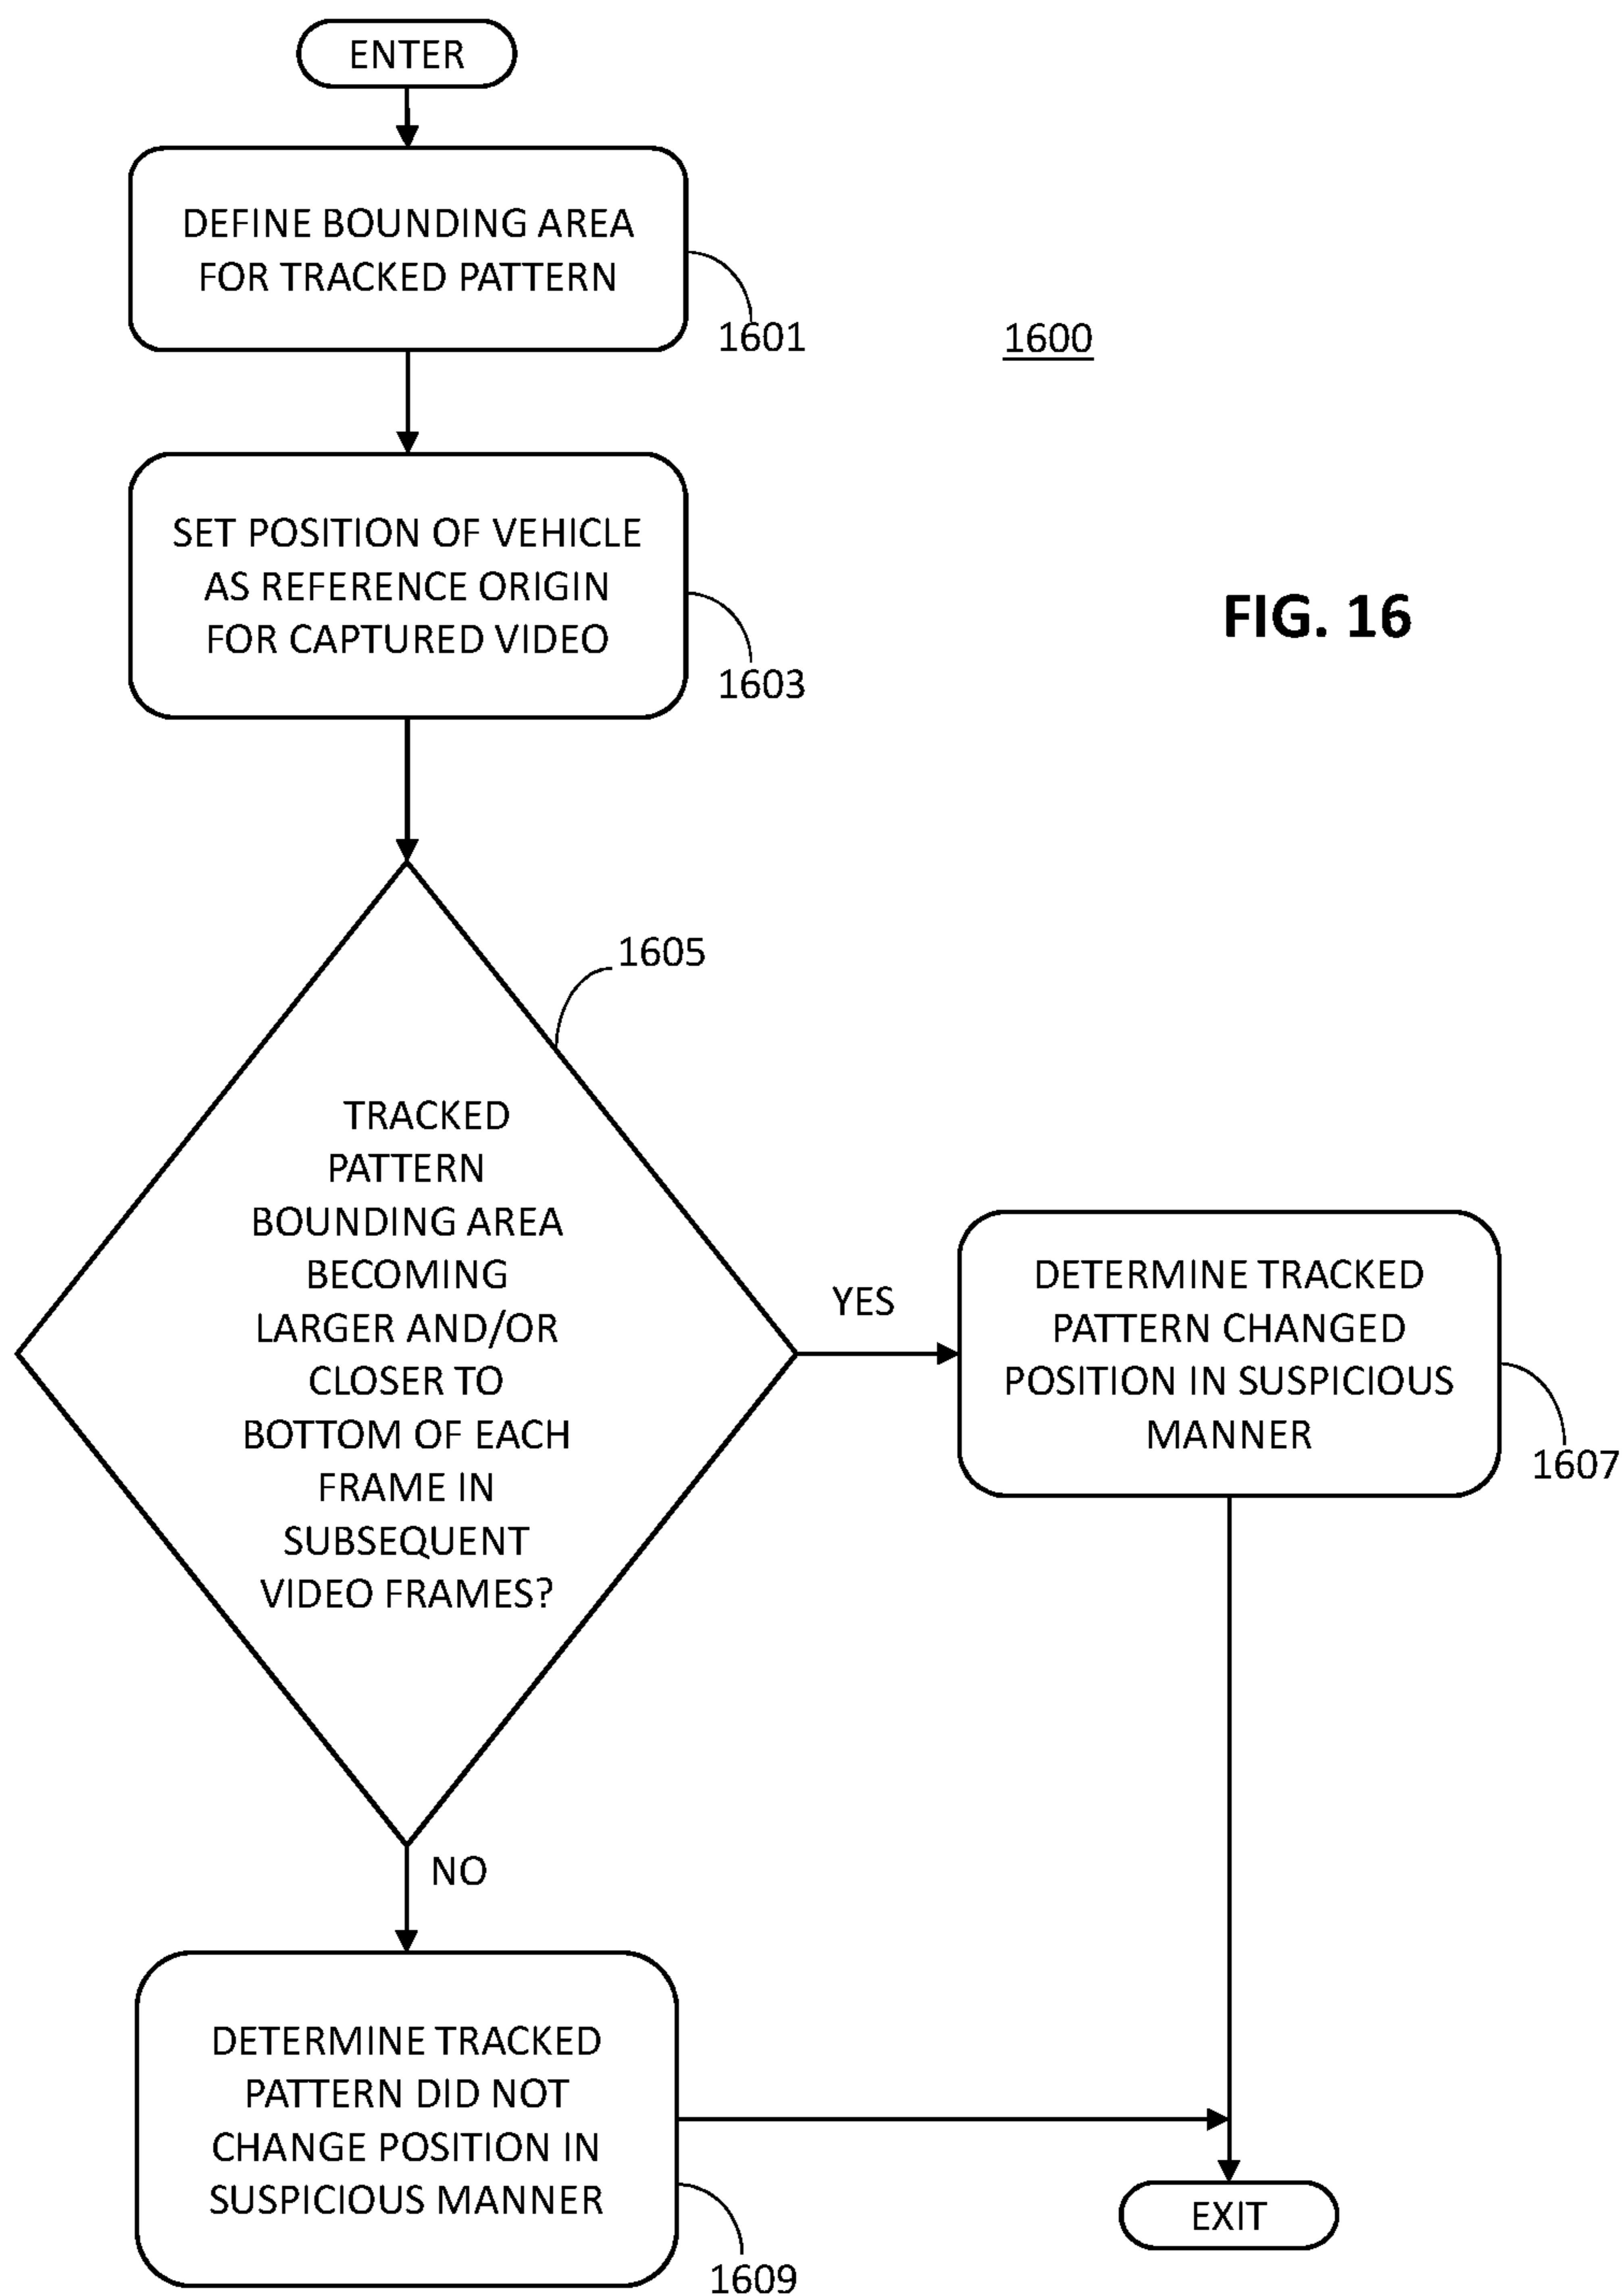 ENTER
DEFINE BOUNDING AREA
FOR TRACKED PATTERN
1601
1600
SET POSITION OF VEHICLE
AS REFERENCE ORIGIN
FOR CAPTURED VIDEO
1603
FIG. 16
1605
TRACKED
PATTERN
BOUNDING AREA
BECOMING
LARGER AND/OR
CLOSER TO
BOTTOM OF EACH
FRAME IN
SUBSEQUENT
VIDEO FRAMES?
YES
DETERMINE TRACKED
PATTERN CHANGED
POSITION IN SUSPICIOUS
MANNER
1607
NO
DETERMINE TRACKED
PATTERN DID NOT
CHANGE POSITION IN
SUSPICIOUS MANNER
1609
EXIT